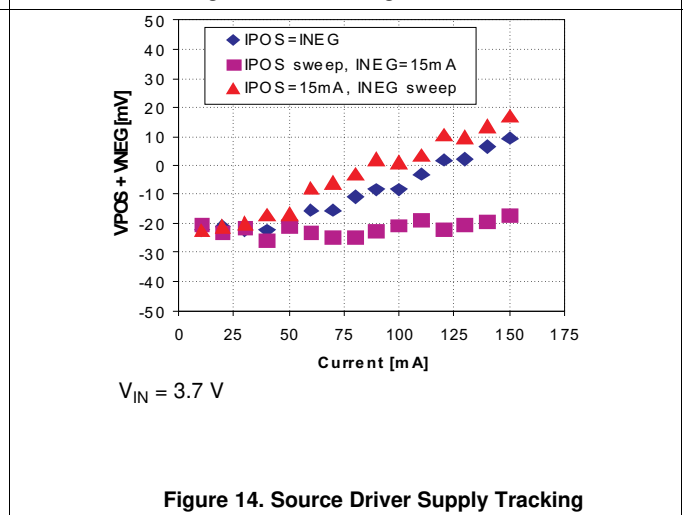 50
40
30
20
10
0
-10
-20
-30
-40
-50
VPOS + VNEG [mV]
IPOS=INEG
IPOS sweep, INEG=15mA
IPOS=15mA, INEG sweep
0 25 50 75 100 125 150 175
Current [mA]
VIN = 3.7 V
Figure 14. Source Driver Supply Tracking